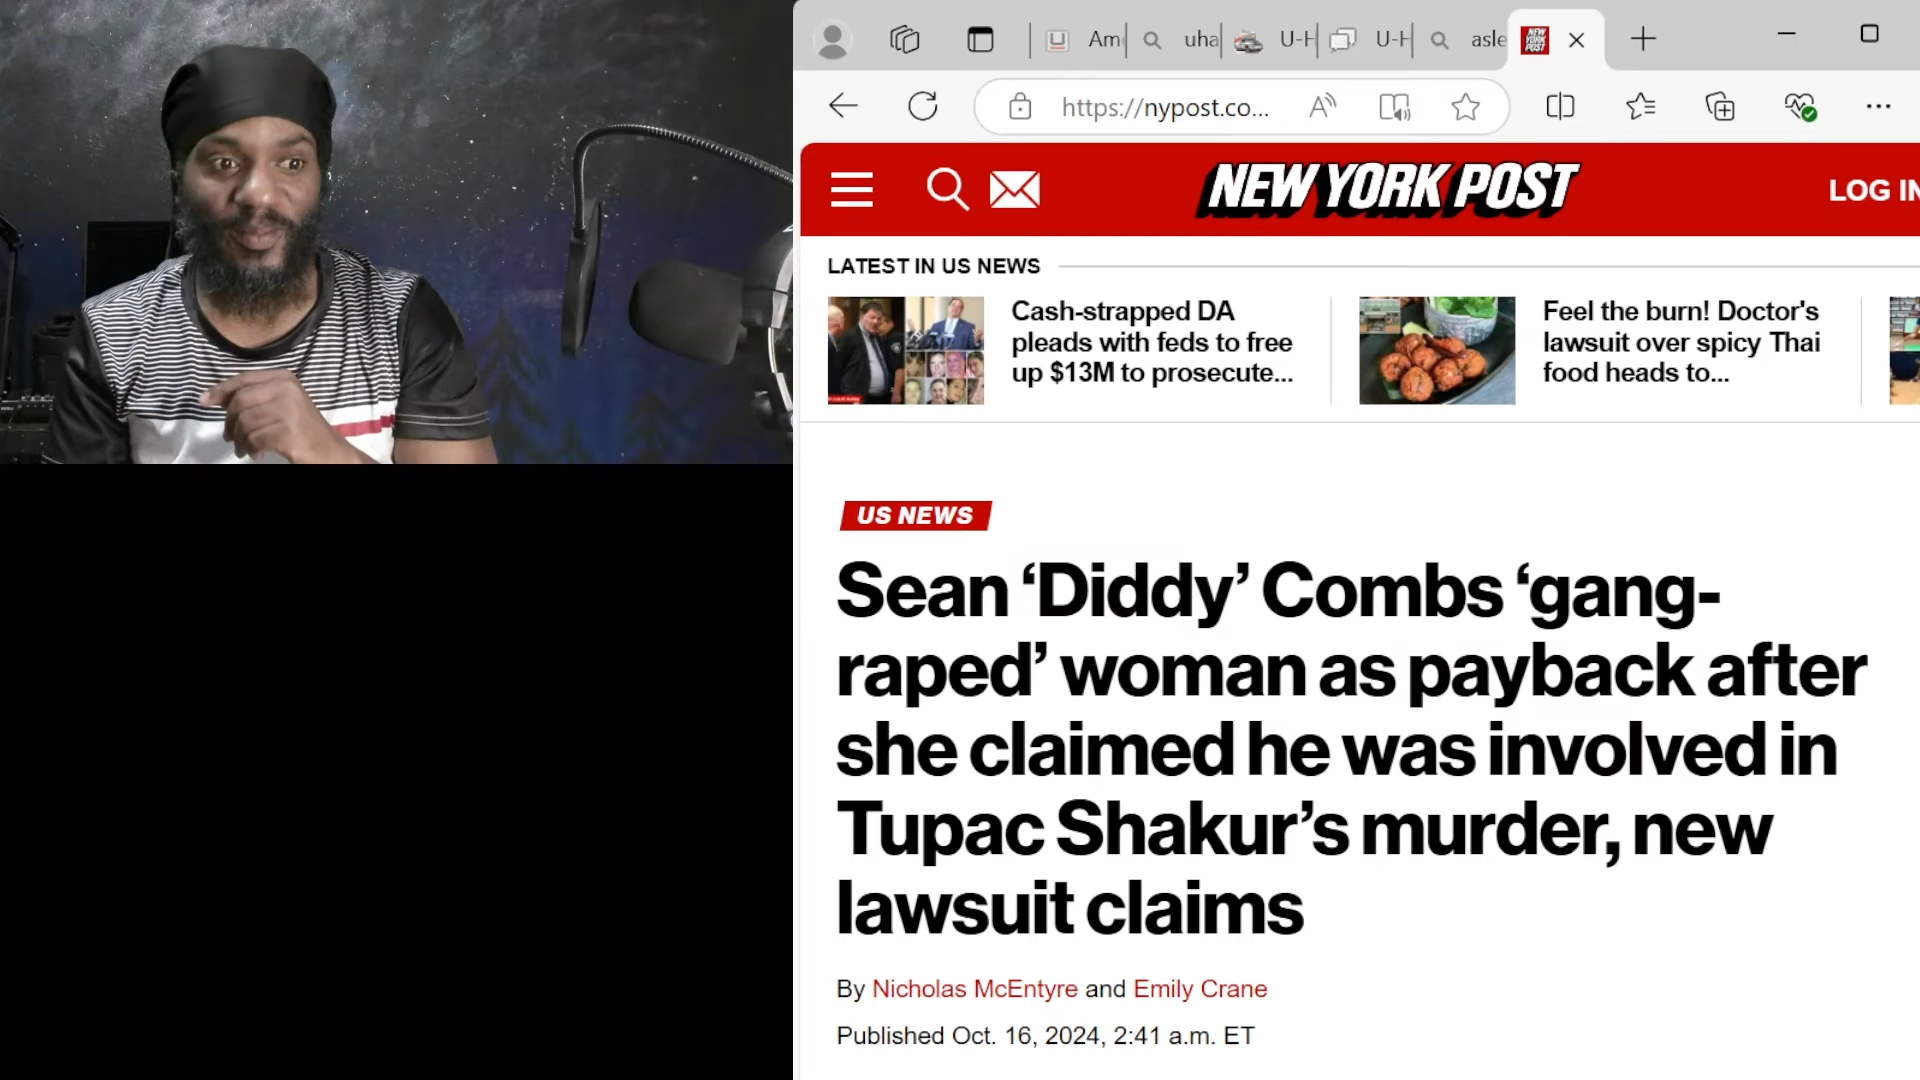 Am
uha
U-H
U-H
asle
NEW YORK POST
https://nypost.co...
NEW YORK POST
LOG IN
LATEST IN US NEWS
Cash-strapped DA
pleads with feds to free
up $13M to prosecute...
Feel the burn! Doctor's
lawsuit over spicy Thai
food heads to...
US NEWS
Sean ‘Diddy’ Combs ‘gang-
raped’ woman as payback after
she claimed he was involved in
Tupac Shakur’s murder, new
lawsuit claims
By Nicholas McEntyre and Emily Crane
Published Oct. 16, 2024, 2:41 a.m. ET